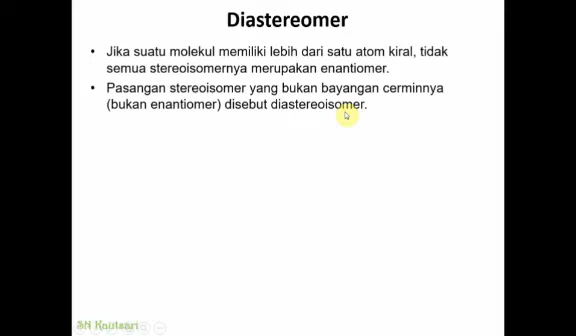 Diastereomer
• Jika suatu molekul memiliki lebih dari satu atom kiral, tidak
semua stereoisomernya merupakan enantiomer.
• Pasangan stereoisomer yang bukan bayangan cerminnya
(bukan enantiomer) disebut diastereoisomer.
SN Kautsari